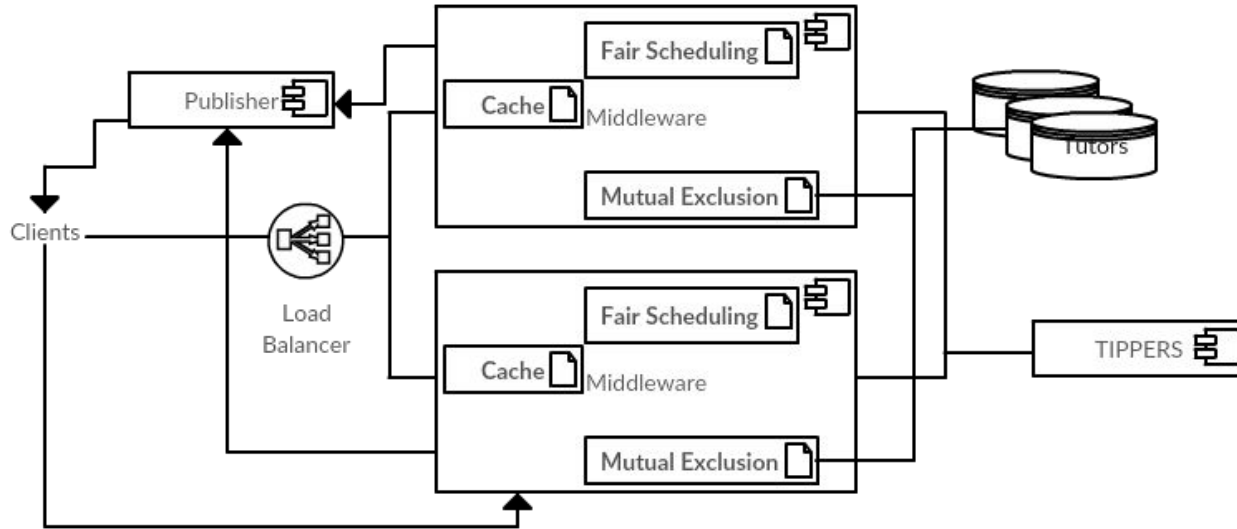 Fair Scheduling
Publisher
Cache
Middleware
Tutors
Mutual Exclusion
Clients
Load
Balancer
Fair Scheduling
TIPPERS
Cache
Middleware
Mutual Exclusion